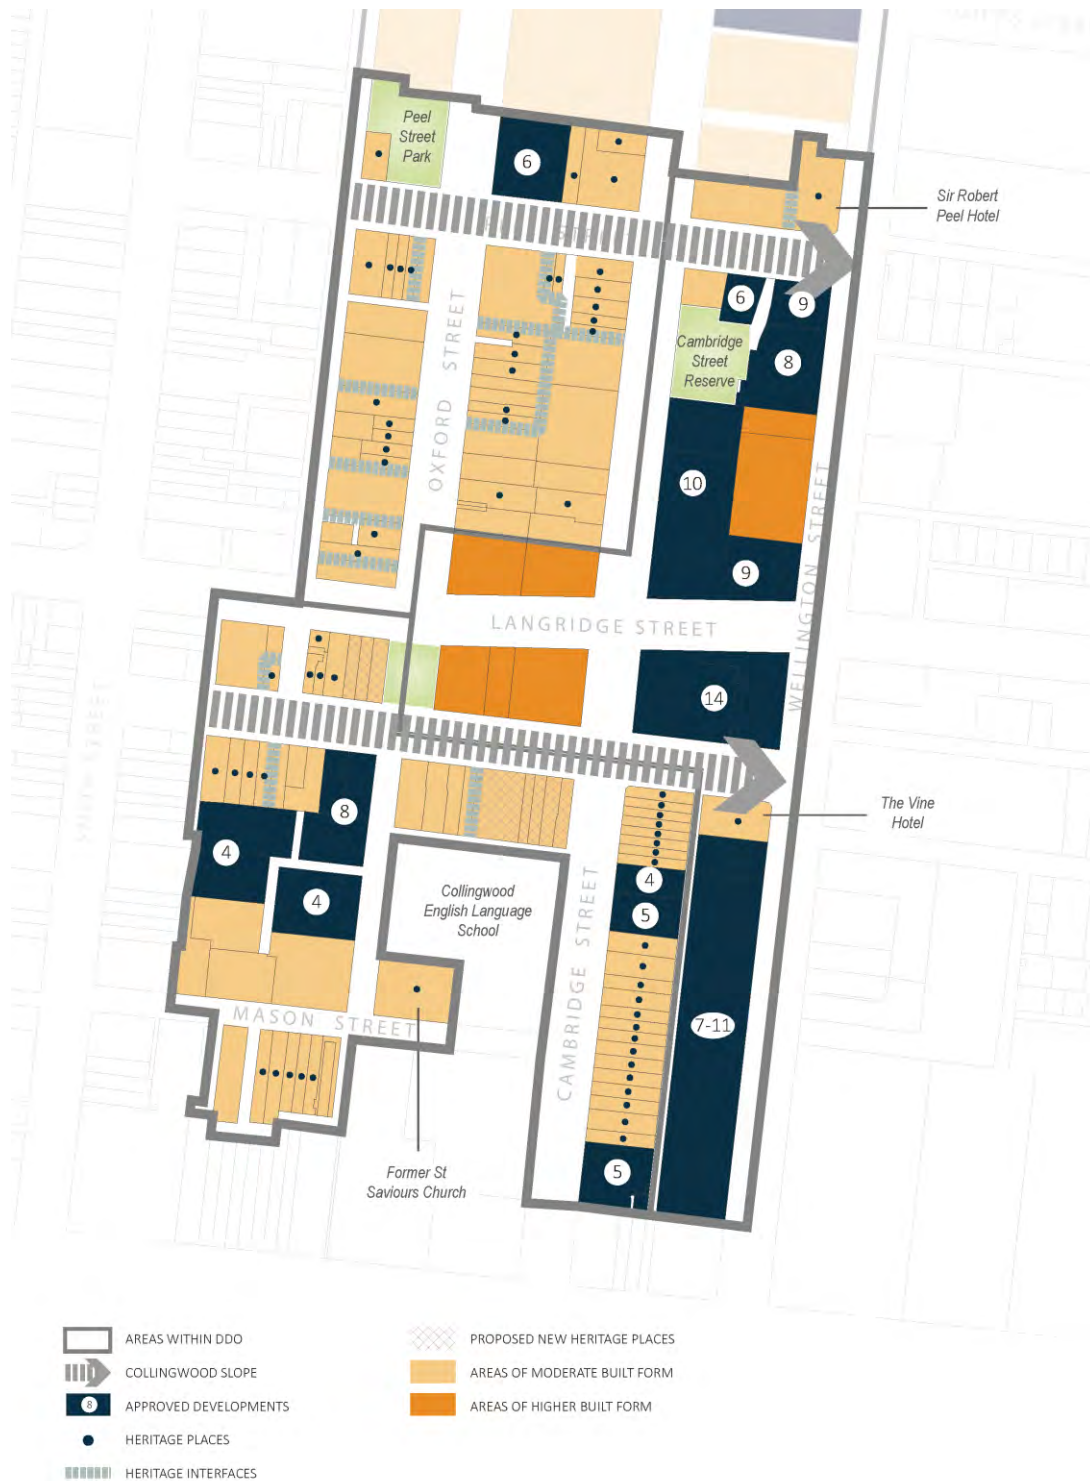 Peel
Street
Park
6
Sir Robert
Peel Hotel
STREET
6
9
Cambridge
Street
Reserve
8
OXFORD STREET
10
9
WELLINGTON STREET
LANGRIDGE STREET
14
8
4
4
The Vine
Hotel
4
5
Collingwood
English Language
School
CAMBRIDGE STREET
MASON STREET
7-11
5
Former St
Saviours Church
AREAS WITHIN DDO
COLLINGWOOD SLOPE
8
APPROVED DEVELOPMENTS
HERITAGE PLACES
HERITAGE INTERFACES
PROPOSED NEW HERITAGE PLACES
AREAS OF MODERATE BUILT FORM
AREAS OF HIGHER BUILT FORM